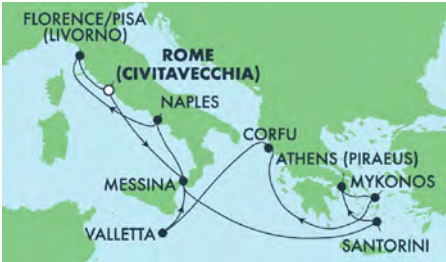 FLORENCE/PISA
(LIVORNO)
ROME
(CIVITAVECCHIA)
NAPLES
CORFU
ATHENS (PIRAEUS)
MYKONOS
MESSINA
VALLETTA
SANTORINI